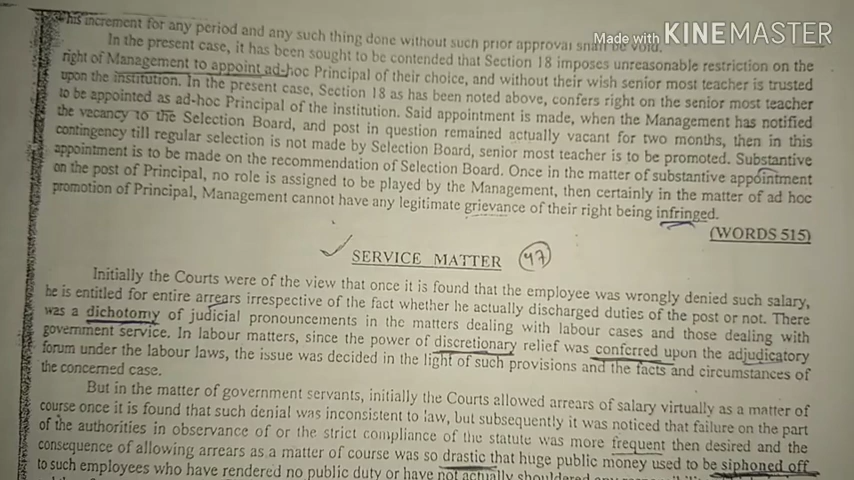 his increment for any period and any such thing done without such prior approval shall be void.
Made with KINEMASTER
In the present case, it has been sought to be contended that Section 18 imposes unreasonable restriction on the
right of Management to appoint ad-hoc Principal of their choice, and without their wish senior most teacher is trusted
upon the institution. In the present case, Section 18 as has been noted above, confers right on the senior most teacher
to be appointed as ad-hoc Principal of the institution. Said appointment is made, when the Management has notified
the vacancy to the Selection Board, and post in question remained actually vacant for two months, then in this
contingency till regular selection is not made by Selection Board, senior most teacher is to be promoted. Substantive
appointment is to be made on the recommendation of Selection Board. Once in the matter of substantive appointment
on the post of Principal, no role is assigned to be played by the Management, then certainly in the matter of ad hoc
promotion of Principal, Management cannot have any legitimate grievance of their right being infringed.
(WORDS 515)
SERVICE MATTER 47
Initially the Courts were of the view that once it is found that the employee was wrongly denied such salary,
he is entitled for entire arrears irrespective of the fact whether he actually discharged duties of the post or not. There
was a dichotomy of judicial pronouncements in the matters dealing with labour cases and those dealing with
government service. In labour matters, since the power of discretionary relief was conferred upon the adjudicatory
forum under the labour laws, the issue was decided in the light of such provisions and the facts and circumstances of
the concerned case.
But in the matter of government servants, initially the Courts allowed arrears of salary virtually as a matter of
course once it is found that such denial was inconsistent to law, but subsequently it was noticed that failure on the part
of the authorities in observance of or the strict compliance of the statute was more frequent then desired and the
consequence of allowing arrears as a matter of course was so drastic that huge public money used to be siphoned off
to such employees who have rendered no public duty or have not actually shouldered any